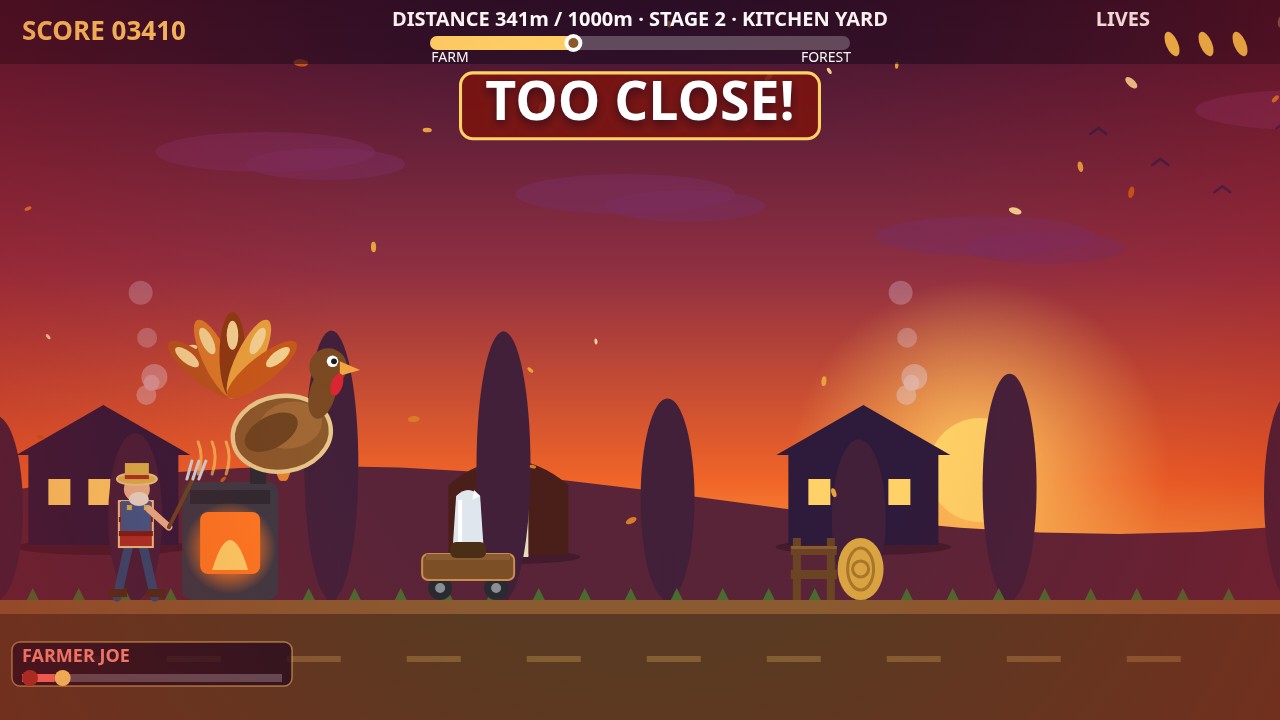 SCORE 03410
DISTANCE 341m / 1000m · STAGE 2 · KITCHEN YARD
LIVES
FARM
FOREST
TOO CLOSE!
FARMER JOE